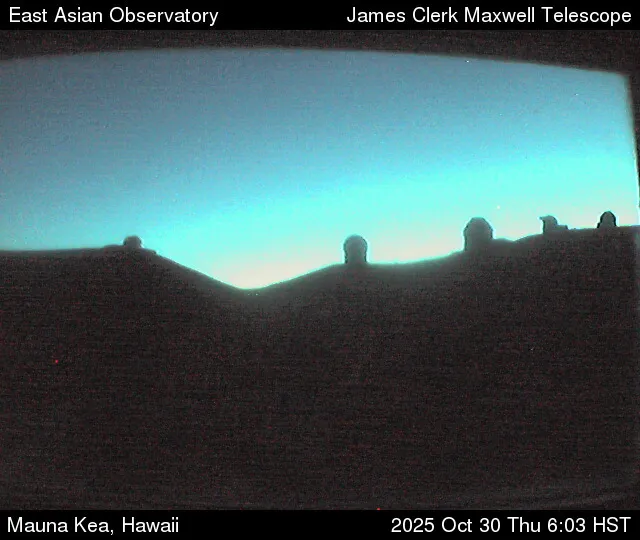 East Asian Observatory
James Clerk Maxwell Telescope
Mauna Kea, Hawaii
2025 Oct 30 Thu 6:03 HST